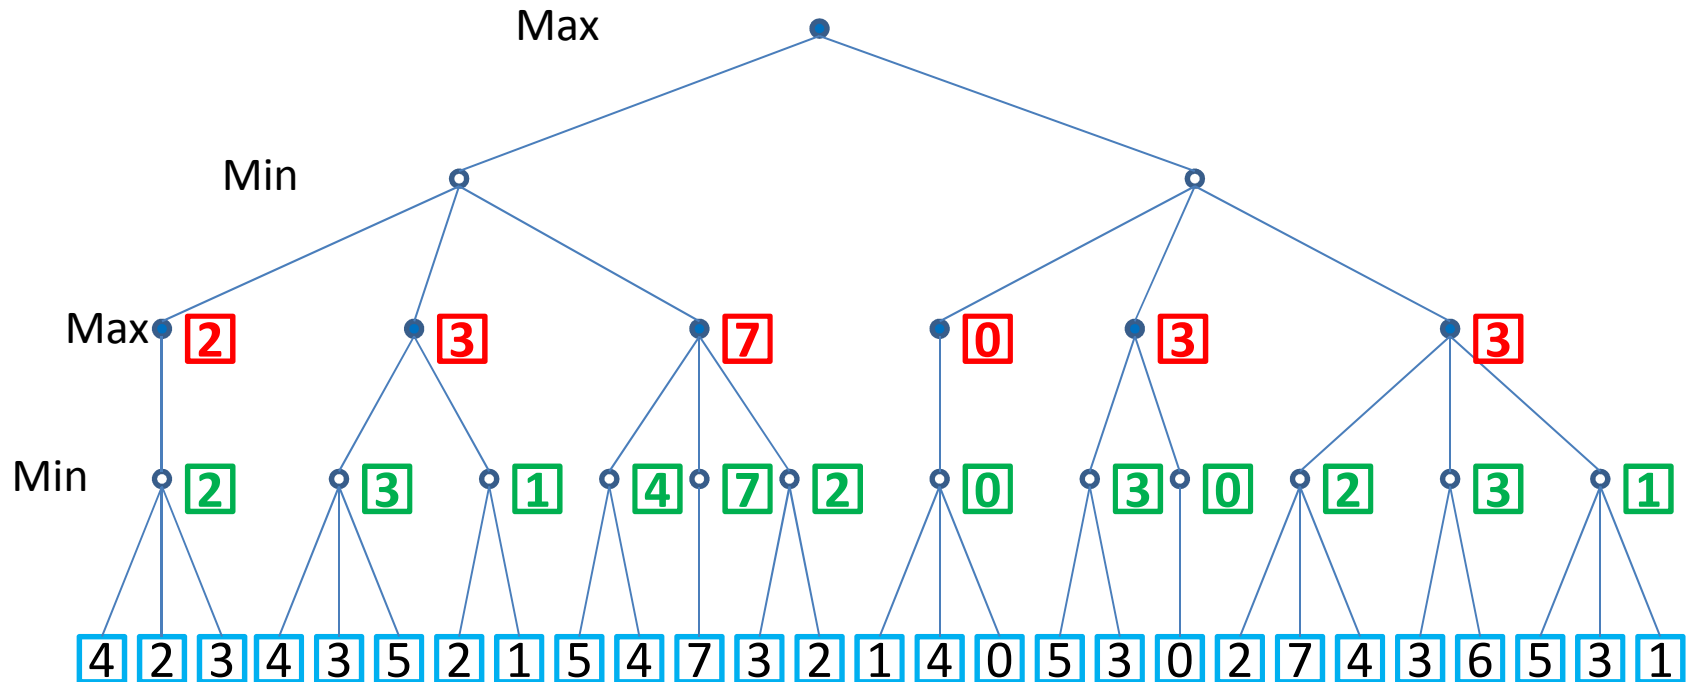 Max
Min
Max 2 3 7 0 3 3
Min 2 3 1 4 7 2 0 3 0 2 3 1
4 2 3 4 3 5 2 1 5 4 7 3 2 1 4 0 5 3 0 2 7 4 3 6 5 3 1